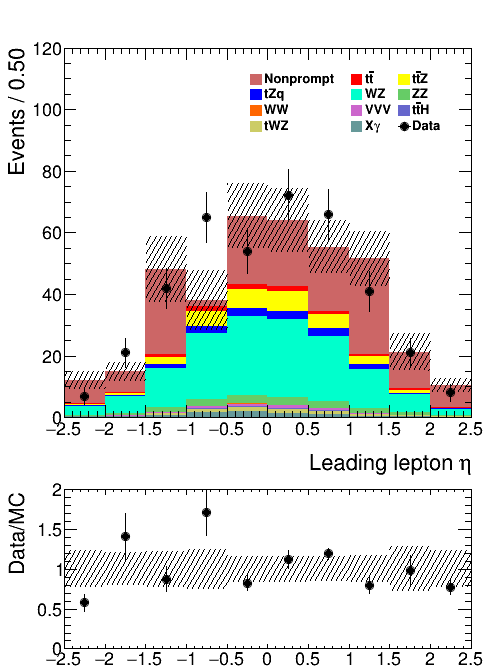 Events / 0.50
120
100
80
60
40
20
0
Nonprompt tt̄ tt̄Z
tZq WZ ZZ
WW VVV tt̄H
tWZ Xγ Data
−2.5 −2 −1.5 −1 −0.5 0 0.5 1 1.5 2 2.5
Leading lepton η
Data/MC
2
1.5
1
0.5
0
−2.5 −2 −1.5 −1 −0.5 0 0.5 1 1.5 2 2.5